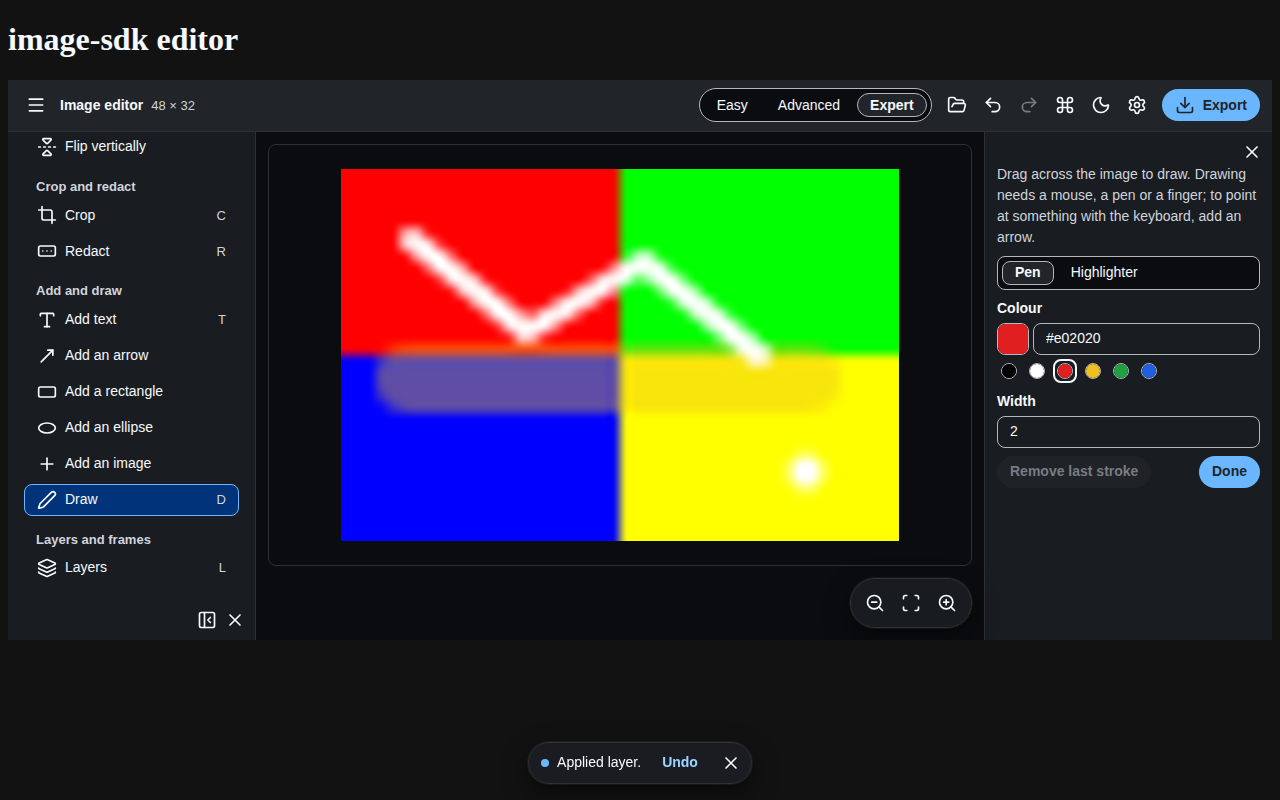 image-sdk editor
Image editor 48 × 32
Easy Advanced Expert
Export
Flip vertically
Crop and redact
Crop C
Redact R
Add and draw
Add text T
Add an arrow
Add a rectangle
Add an ellipse
Add an image
Draw D
Layers and frames
Layers L
Drag across the image to draw. Drawing
needs a mouse, a pen or a finger; to point
at something with the keyboard, add an
arrow.
Pen Highlighter
Colour
#e02020
Width
2
Remove last stroke Done
Applied layer. Undo